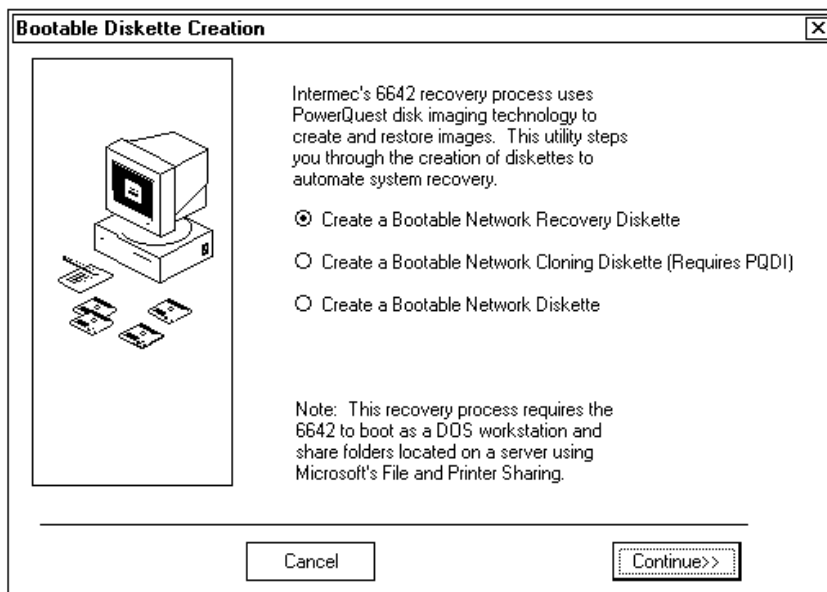 Bootable Diskette Creation
Intermec's 6642 recovery process uses
PowerQuest disk imaging technology to
create and restore images.  This utility steps
you through the creation of diskettes to
automate system recovery.
Create a Bootable Network Recovery Diskette
Create a Bootable Network Cloning Diskette (Requires PQDI)
Create a Bootable Network Diskette
Note:  This recovery process requires the
6642 to boot as a DOS workstation and
share folders located on a server using
Microsoft's File and Printer Sharing.
Cancel
Continue>>